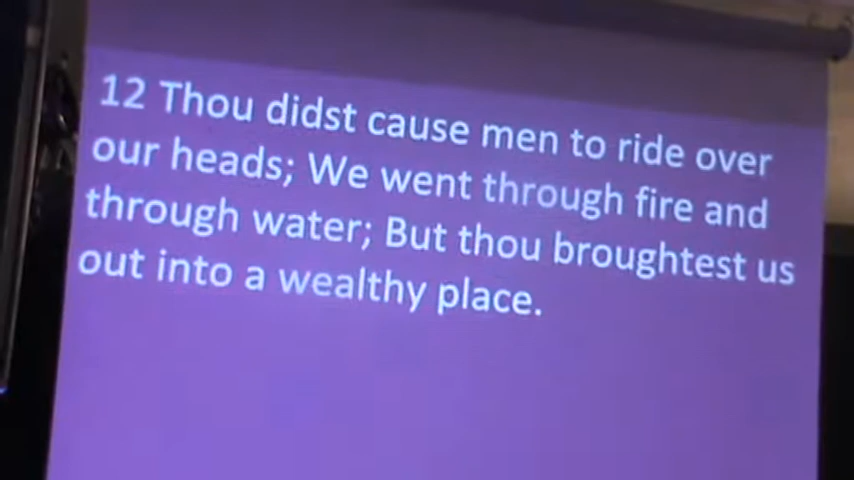 12 Thou didst cause men to ride over
our heads; We went through fire and
through water; But thou broughtest us
out into a wealthy place.